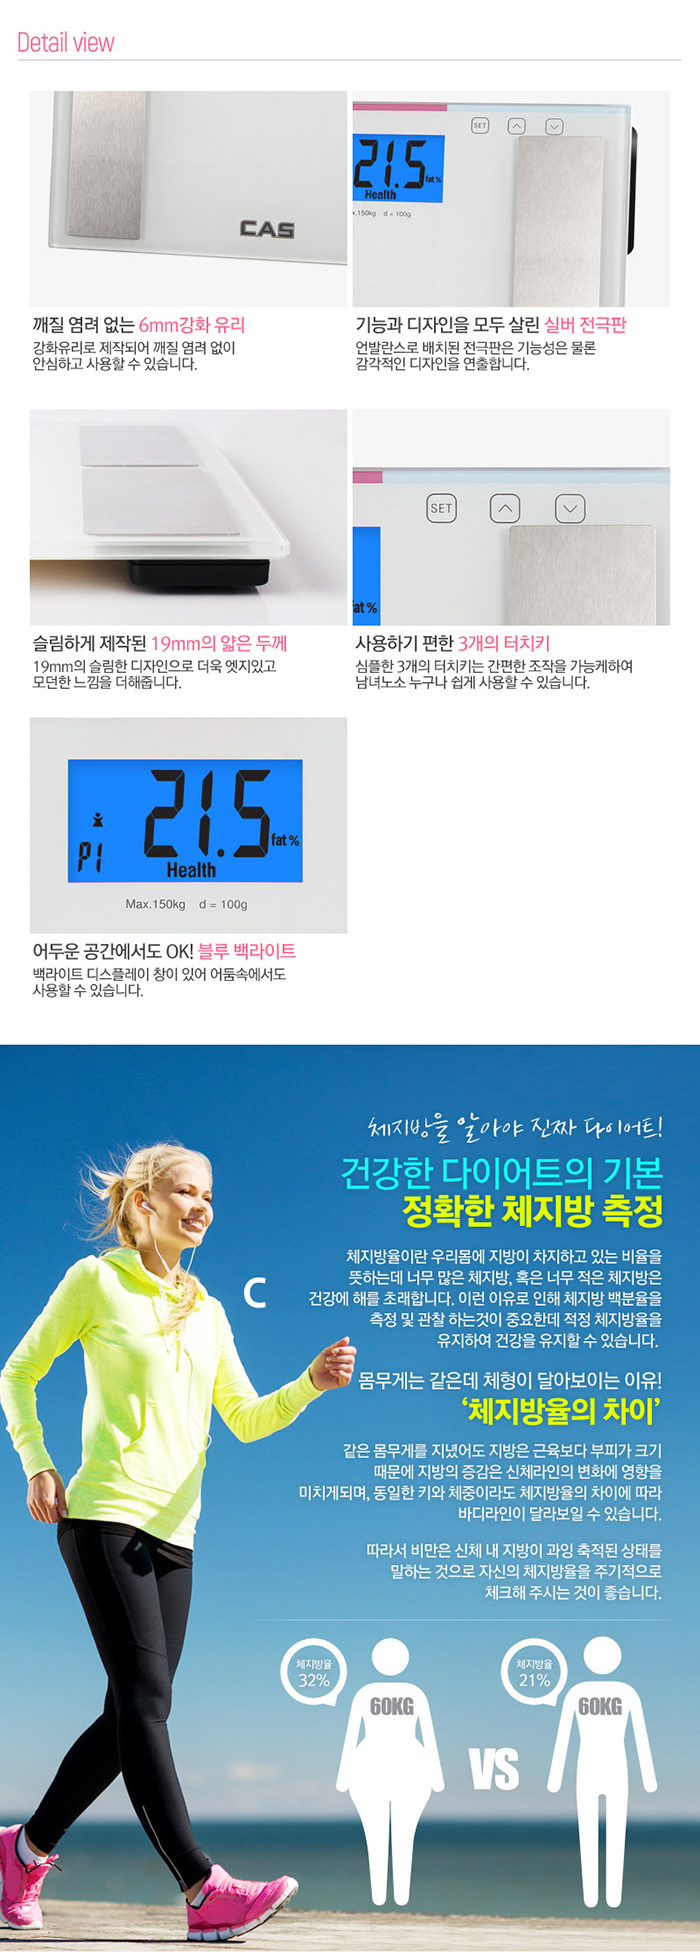 Detail view
CAS
깨질 염려 없는 6mm강화 유리
강화유리로 제작되어 깨질 염려 없이
안심하고 사용할 수 있습니다.
SET
21.5
fat %
Health
x.150kg d = 100g
기능과 디자인을 모두 살린 실버 전극판
언발란스로 배치된 전극판은 기능성은 물론
감각적인 디자인을 연출합니다.
슬림하게 제작된 19mm의 얇은 두께
19mm의 슬림한 디자인으로 더욱 엣지있고
모던한 느낌을 더해줍니다.
SET
fat %
사용하기 편한 3개의 터치키
심플한 3개의 터치키는 간편한 조작을 가능케하여
남녀노소 누구나 쉽게 사용할 수 있습니다.
P1
21.5
fat %
Health
Max.150kg d = 100g
어두운 공간에서도 OK! 블루 백라이트
백라이트 디스플레이 창이 있어 어둠속에서도
사용할 수 있습니다.
체지방을 알아야 진짜 다이어트!
건강한 다이어트의 기본
정확한 체지방 측정
C
체지방율이란 우리몸에 지방이 차지하고 있는 비율을
뜻하는데 너무 많은 체지방, 혹은 너무 적은 체지방은
건강에 해를 초래합니다. 이런 이유로 인해 체지방 백분율을
측정 및 관찰 하는것이 중요한데 적정 체지방율을
유지하여 건강을 유지할 수 있습니다.
몸무게는 같은데 체형이 달아보이는 이유!
‘체지방율의 차이’
같은 몸무게를 지녔어도 지방은 근육보다 부피가 크기
때문에 지방의 증감은 신체라인의 변화에 영향을
미치게되며, 동일한 키와 체중이라도 체지방율의 차이에 따라
바디라인이 달라보일 수 있습니다.
따라서 비만은 신체 내 지방이 과잉 축적된 상태를
말하는 것으로 자신의 체지방율을 주기적으로
체크해 주시는 것이 좋습니다.
체지방율
32%
60KG
VS
체지방율
21%
60KG